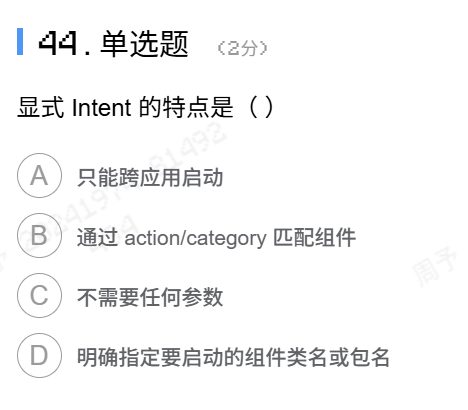 44.单选题 (2分)
显式 Intent 的特点是（ ）
A 只能跨应用启动
B 通过 action/category 匹配组件
C 不需要任何参数
D 明确指定要启动的组件类名或包名